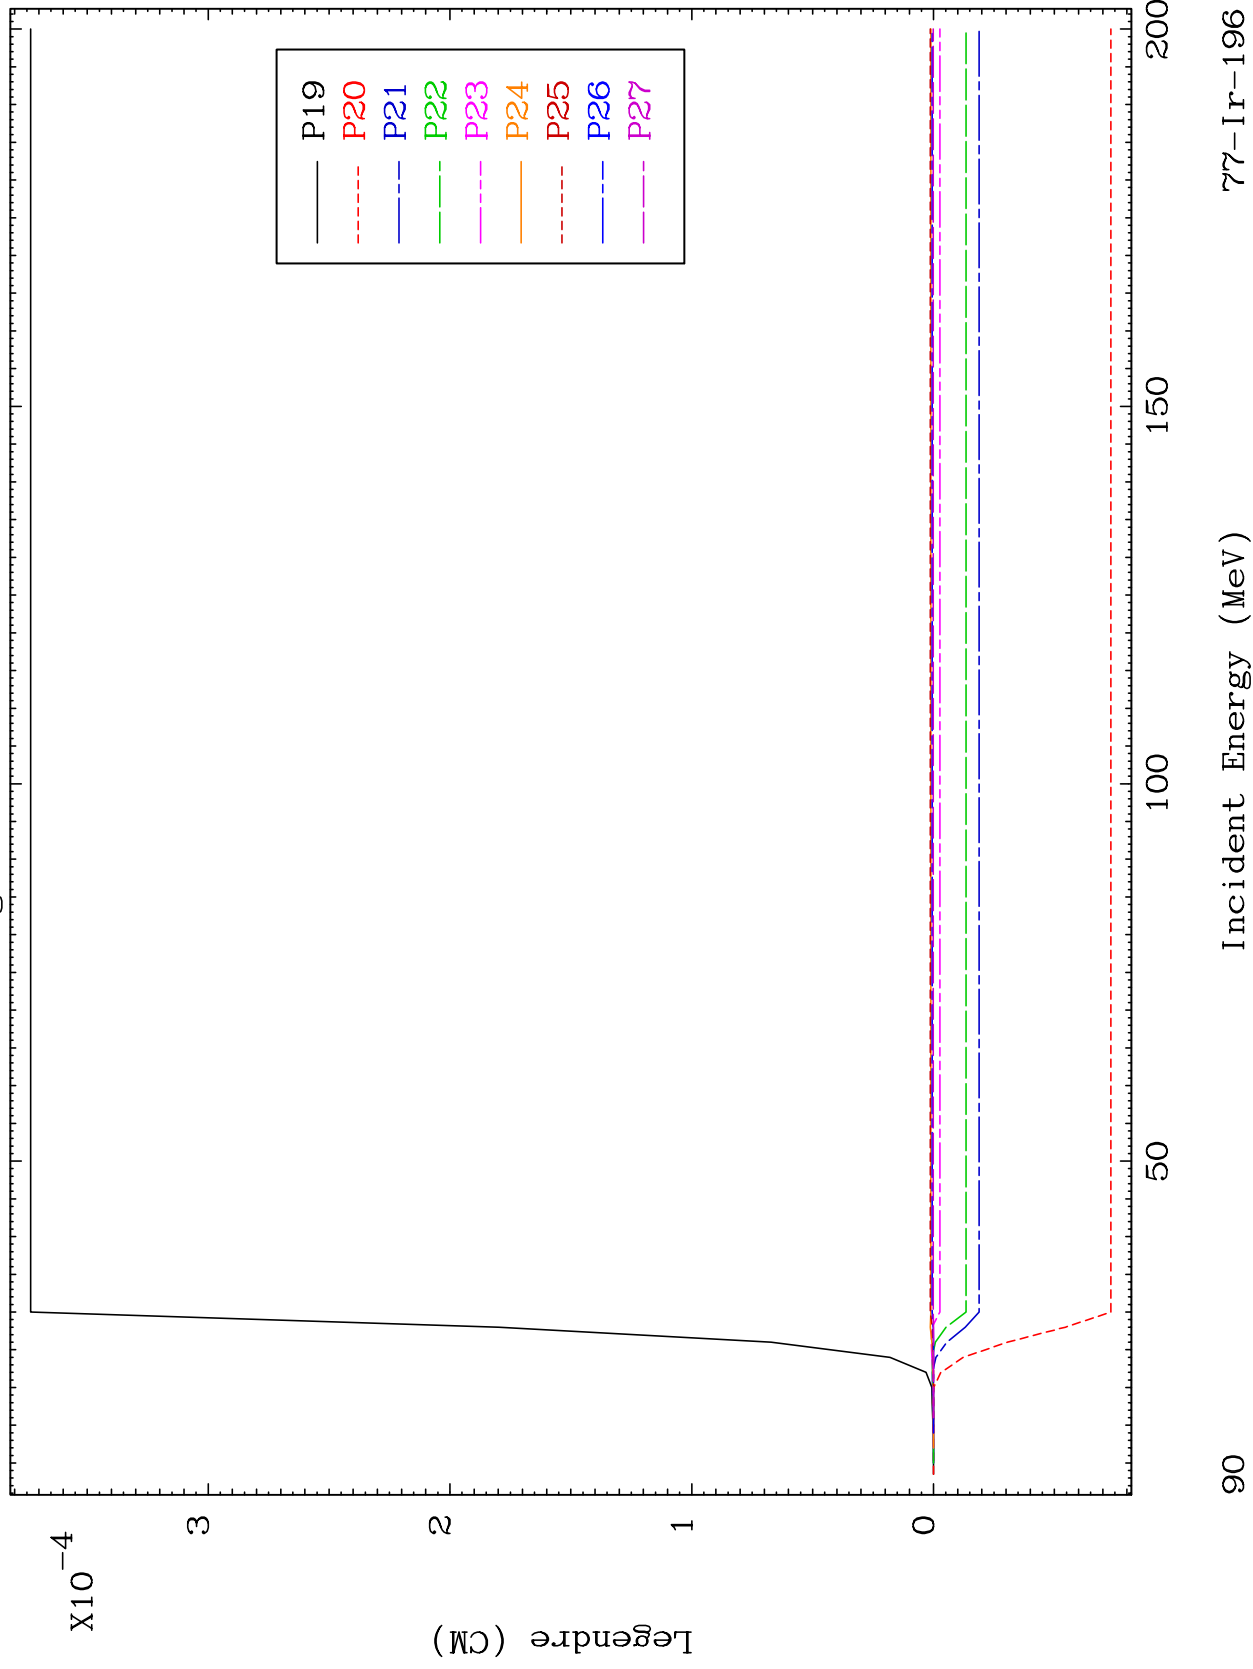 X10-4
3
2
1
0
Legendre (CM)
P19
P20
P21
P22
P23
P24
P25
P26
P27
50
100
150
200
90
Incident Energy (MeV)
77-Ir-196